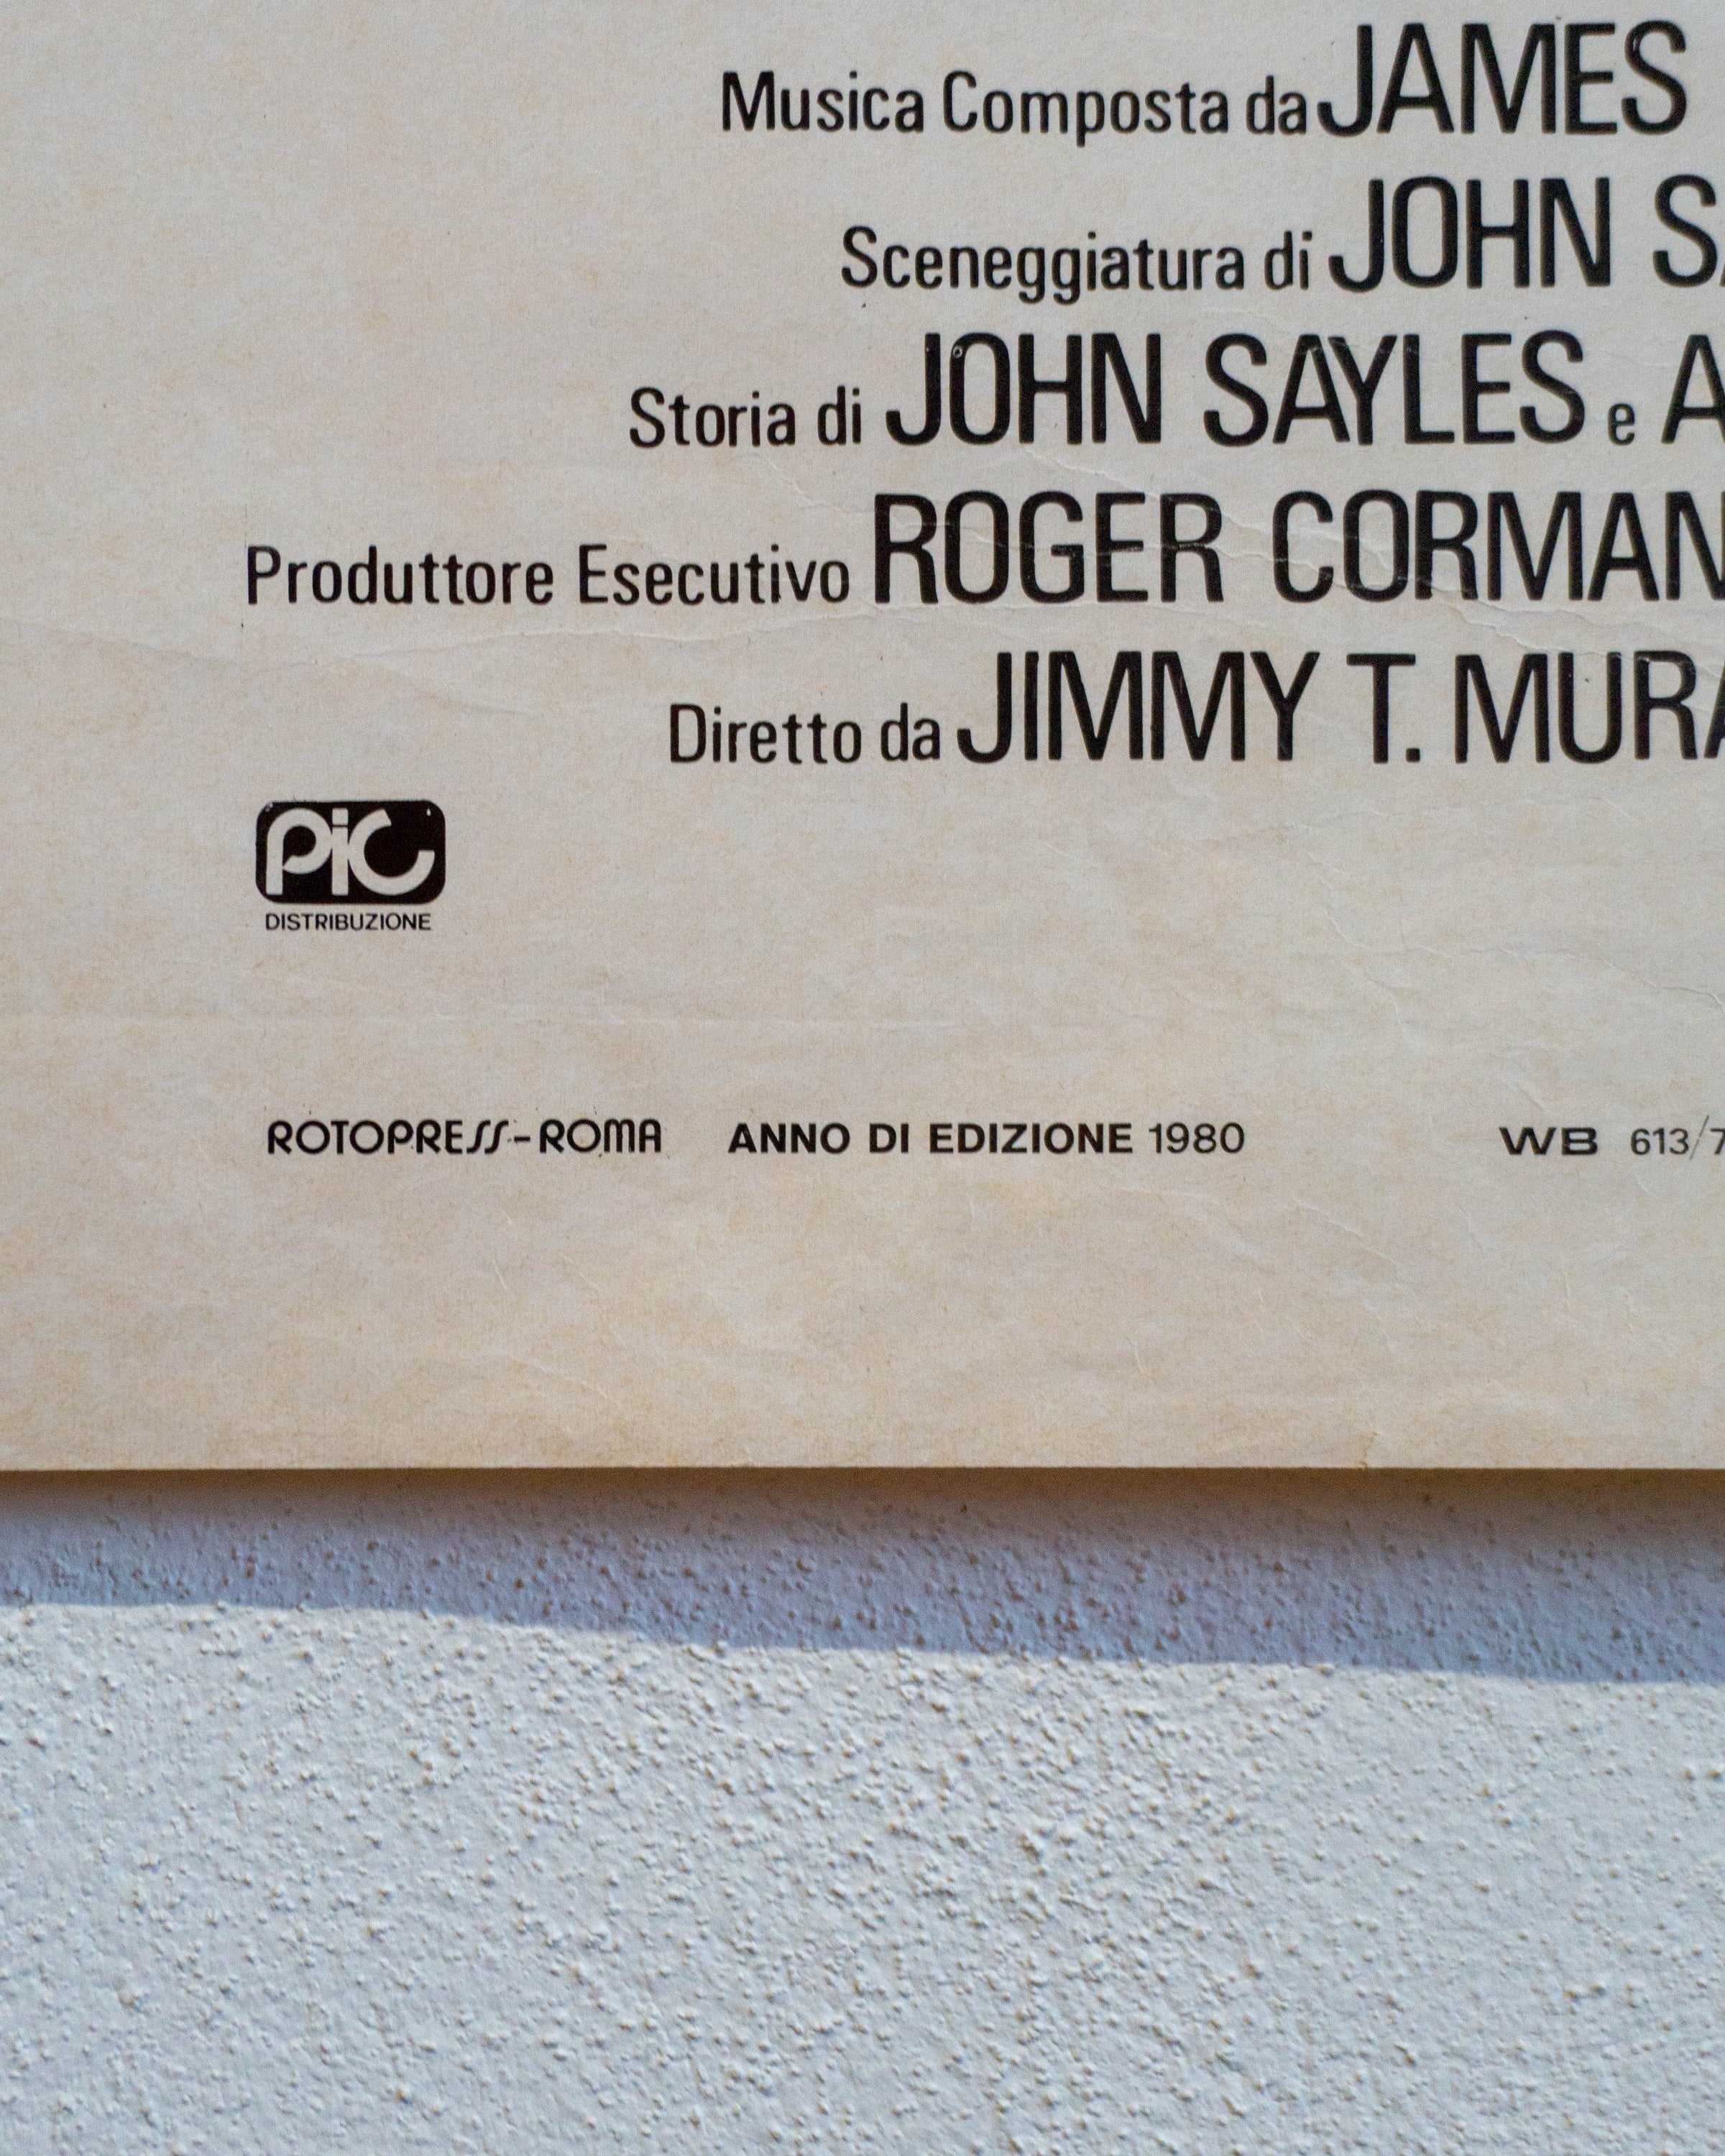 Musica Composta da JAMES
Sceneggiatura di JOHN
Storia di JOHN SAYLES e
Produttore Esecutivo ROGER CORMAN
Diretto da JIMMY T.
PIC
DISTRIBUZIONE
ROTOPRESS-ROMA ANNO DI EDIZIONE 1980 WB